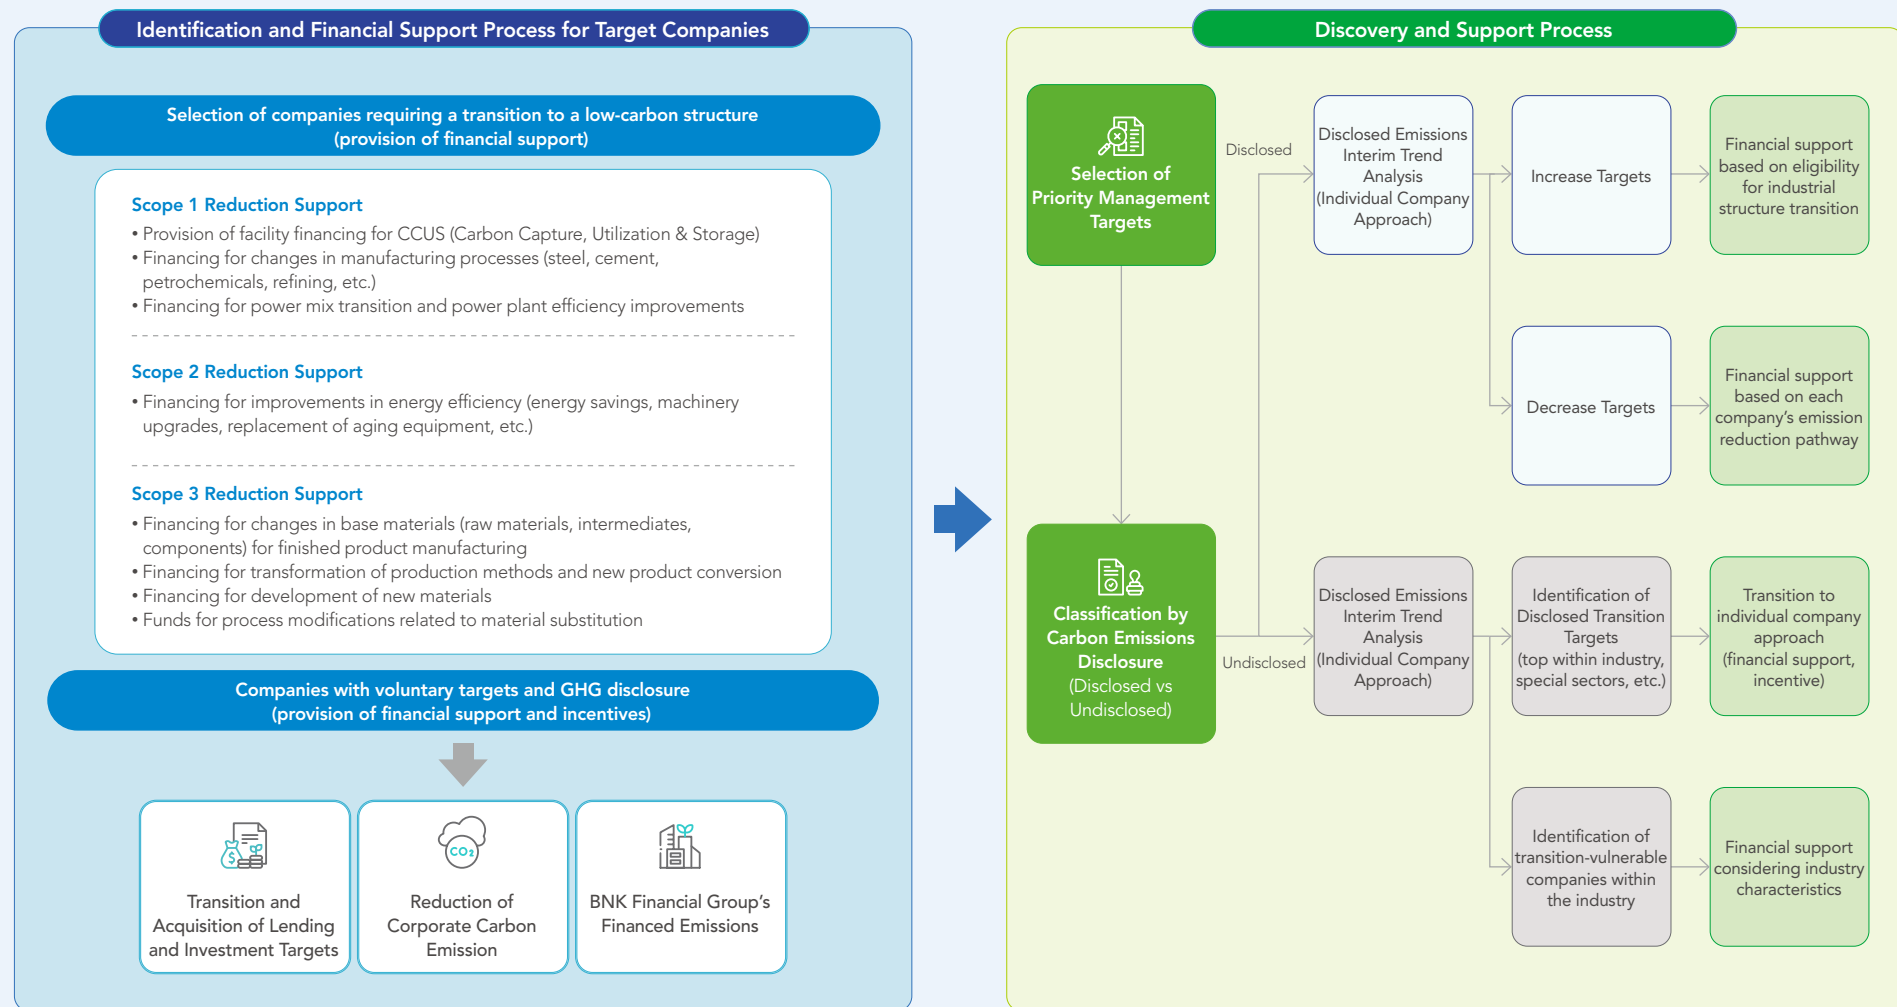 Identification and Financial Support Process for Target Companies
Selection of companies requiring a transition to a low-carbon structure
(provision of financial support)
Scope 1 Reduction Support
• Provision of facility financing for CCUS (Carbon Capture, Utilization & Storage)
• Financing for changes in manufacturing processes (steel, cement,
petrochemicals, refining, etc.)
• Financing for power mix transition and power plant efficiency improvements
Scope 2 Reduction Support
• Financing for improvements in energy efficiency (energy savings, machinery
upgrades, replacement of aging equipment, etc.)
Scope 3 Reduction Support
• Financing for changes in base materials (raw materials, intermediates,
components) for finished product manufacturing
• Financing for transformation of production methods and new product conversion
• Financing for development of new materials
• Funds for process modifications related to material substitution
Companies with voluntary targets and GHG disclosure
(provision of financial support and incentives)
$
Transition and
Acquisition of Lending
and Investment Targets
CO2
Reduction of
Corporate Carbon
Emission
BNK Financial Group's
Financed Emissions
Discovery and Support Process
Selection of
Priority Management
Targets
Disclosed
Disclosed Emissions
Interim Trend
Analysis
(Individual Company
Approach)
Increase Targets
Financial support
based on eligibility
for industrial
structure transition
Decrease Targets
Financial support
based on each
company's emission
reduction pathway
Classification by
Carbon Emissions
Disclosure
(Disclosed vs
Undisclosed)
Undisclosed
Disclosed Emissions
Interim Trend
Analysis
(Individual Company
Approach)
Identification of
Disclosed Transition
Targets
(top within industry,
special sectors, etc.)
Transition to
individual company
approach
(financial support,
incentive)
Identification of
transition-vulnerable
companies within
the industry
Financial support
considering industry
characteristics